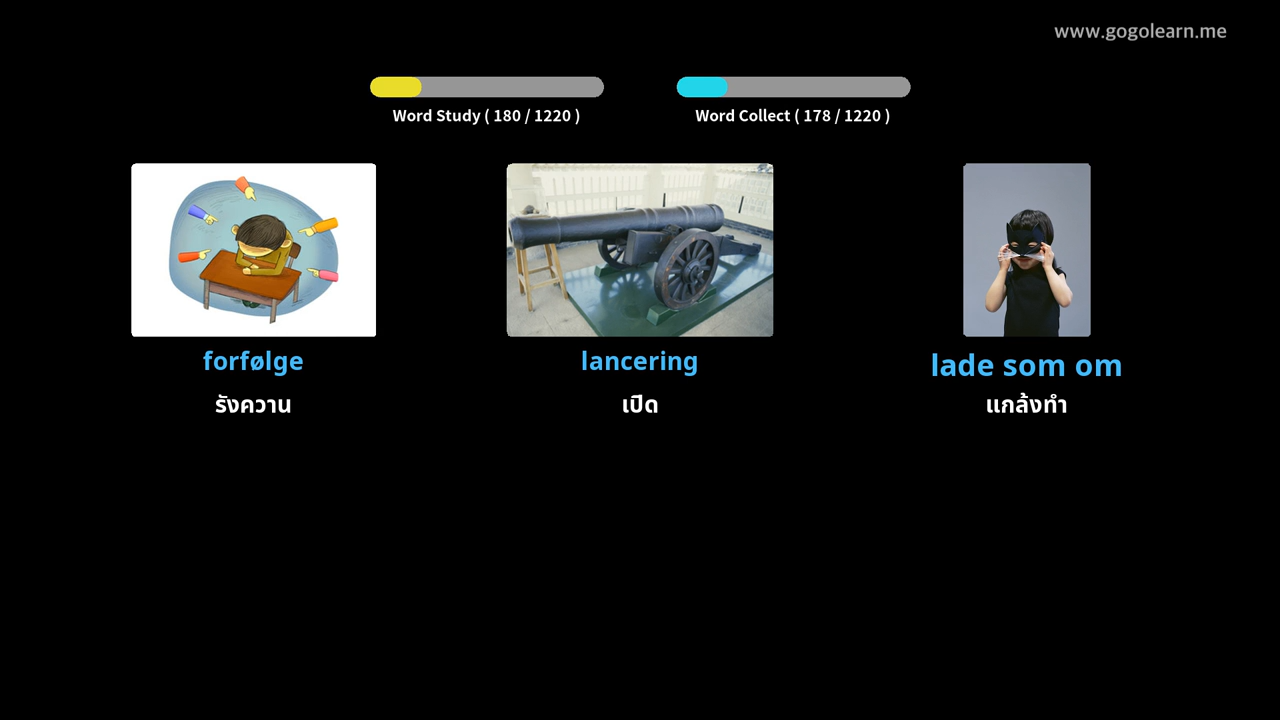 www.gogolearn.me
Word Study ( 180 / 1220 )
Word Collect ( 178 / 1220 )
forfølge
lancering
lade som om
รังควาน
เปิด
แกล้งทำ